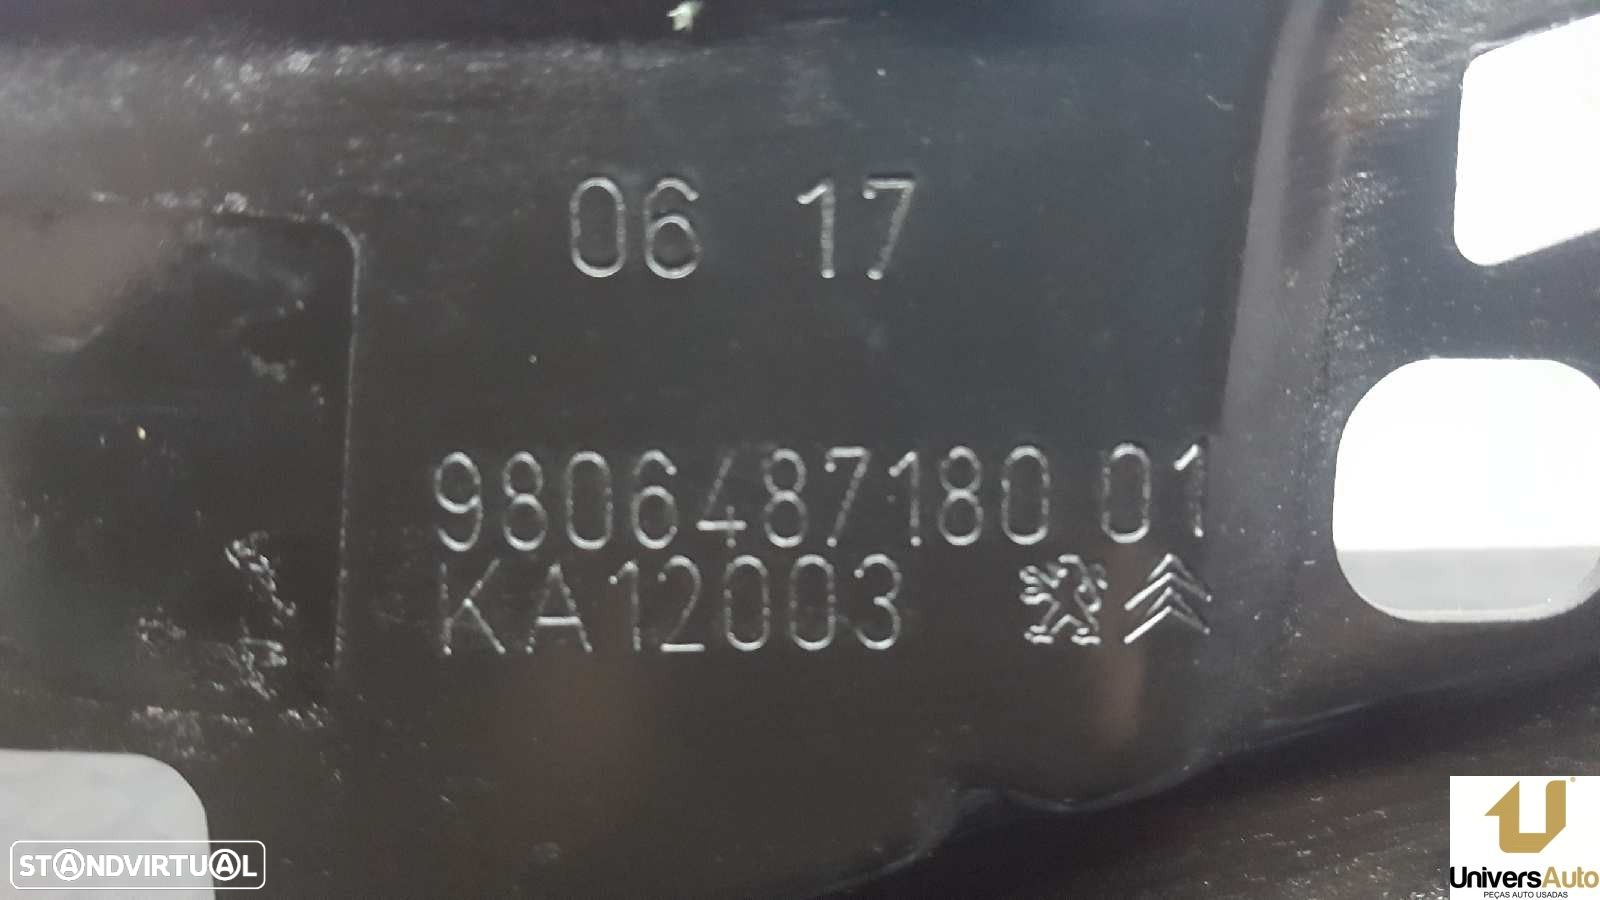 06 17
9806487180 01
KA12003
STANDVIRTUAL
UniversAuto
PEÇAS AUTO USADAS